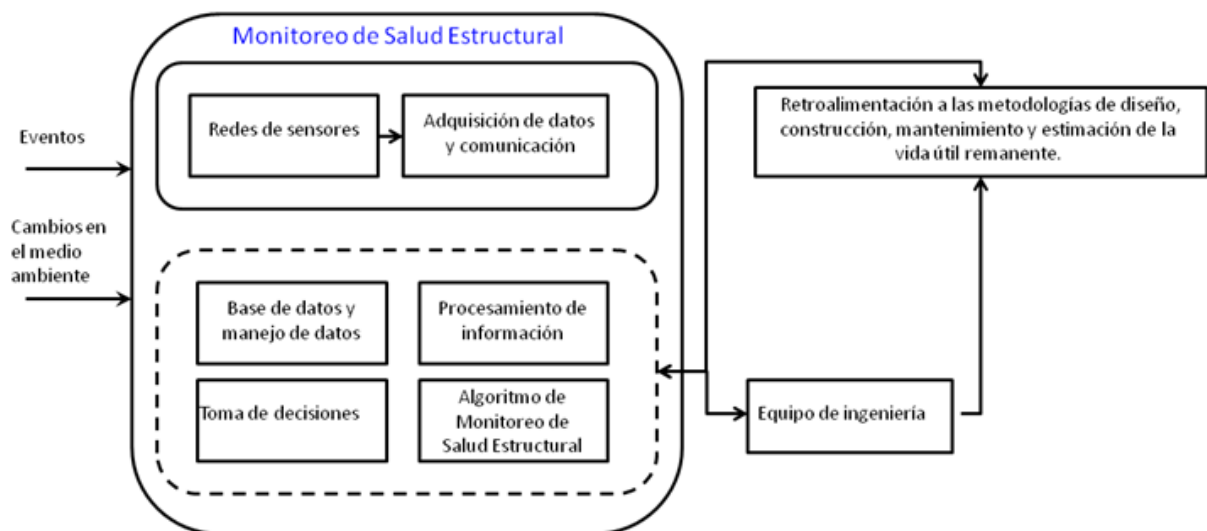 Monitoreo de Salud Estructural
Redes de sensores
Adquisición de datos
y comunicación
Eventos
Cambios en
el medio
ambiente
Base de datos y
manejo de datos
Procesamiento de
información
Toma de decisiones
Algoritmo de
Monitoreo de
Salud Estructural
Retroalimentación a las metodologías de diseño,
construcción, mantenimiento y estimación de la
vida útil remanente.
Equipo de ingeniería